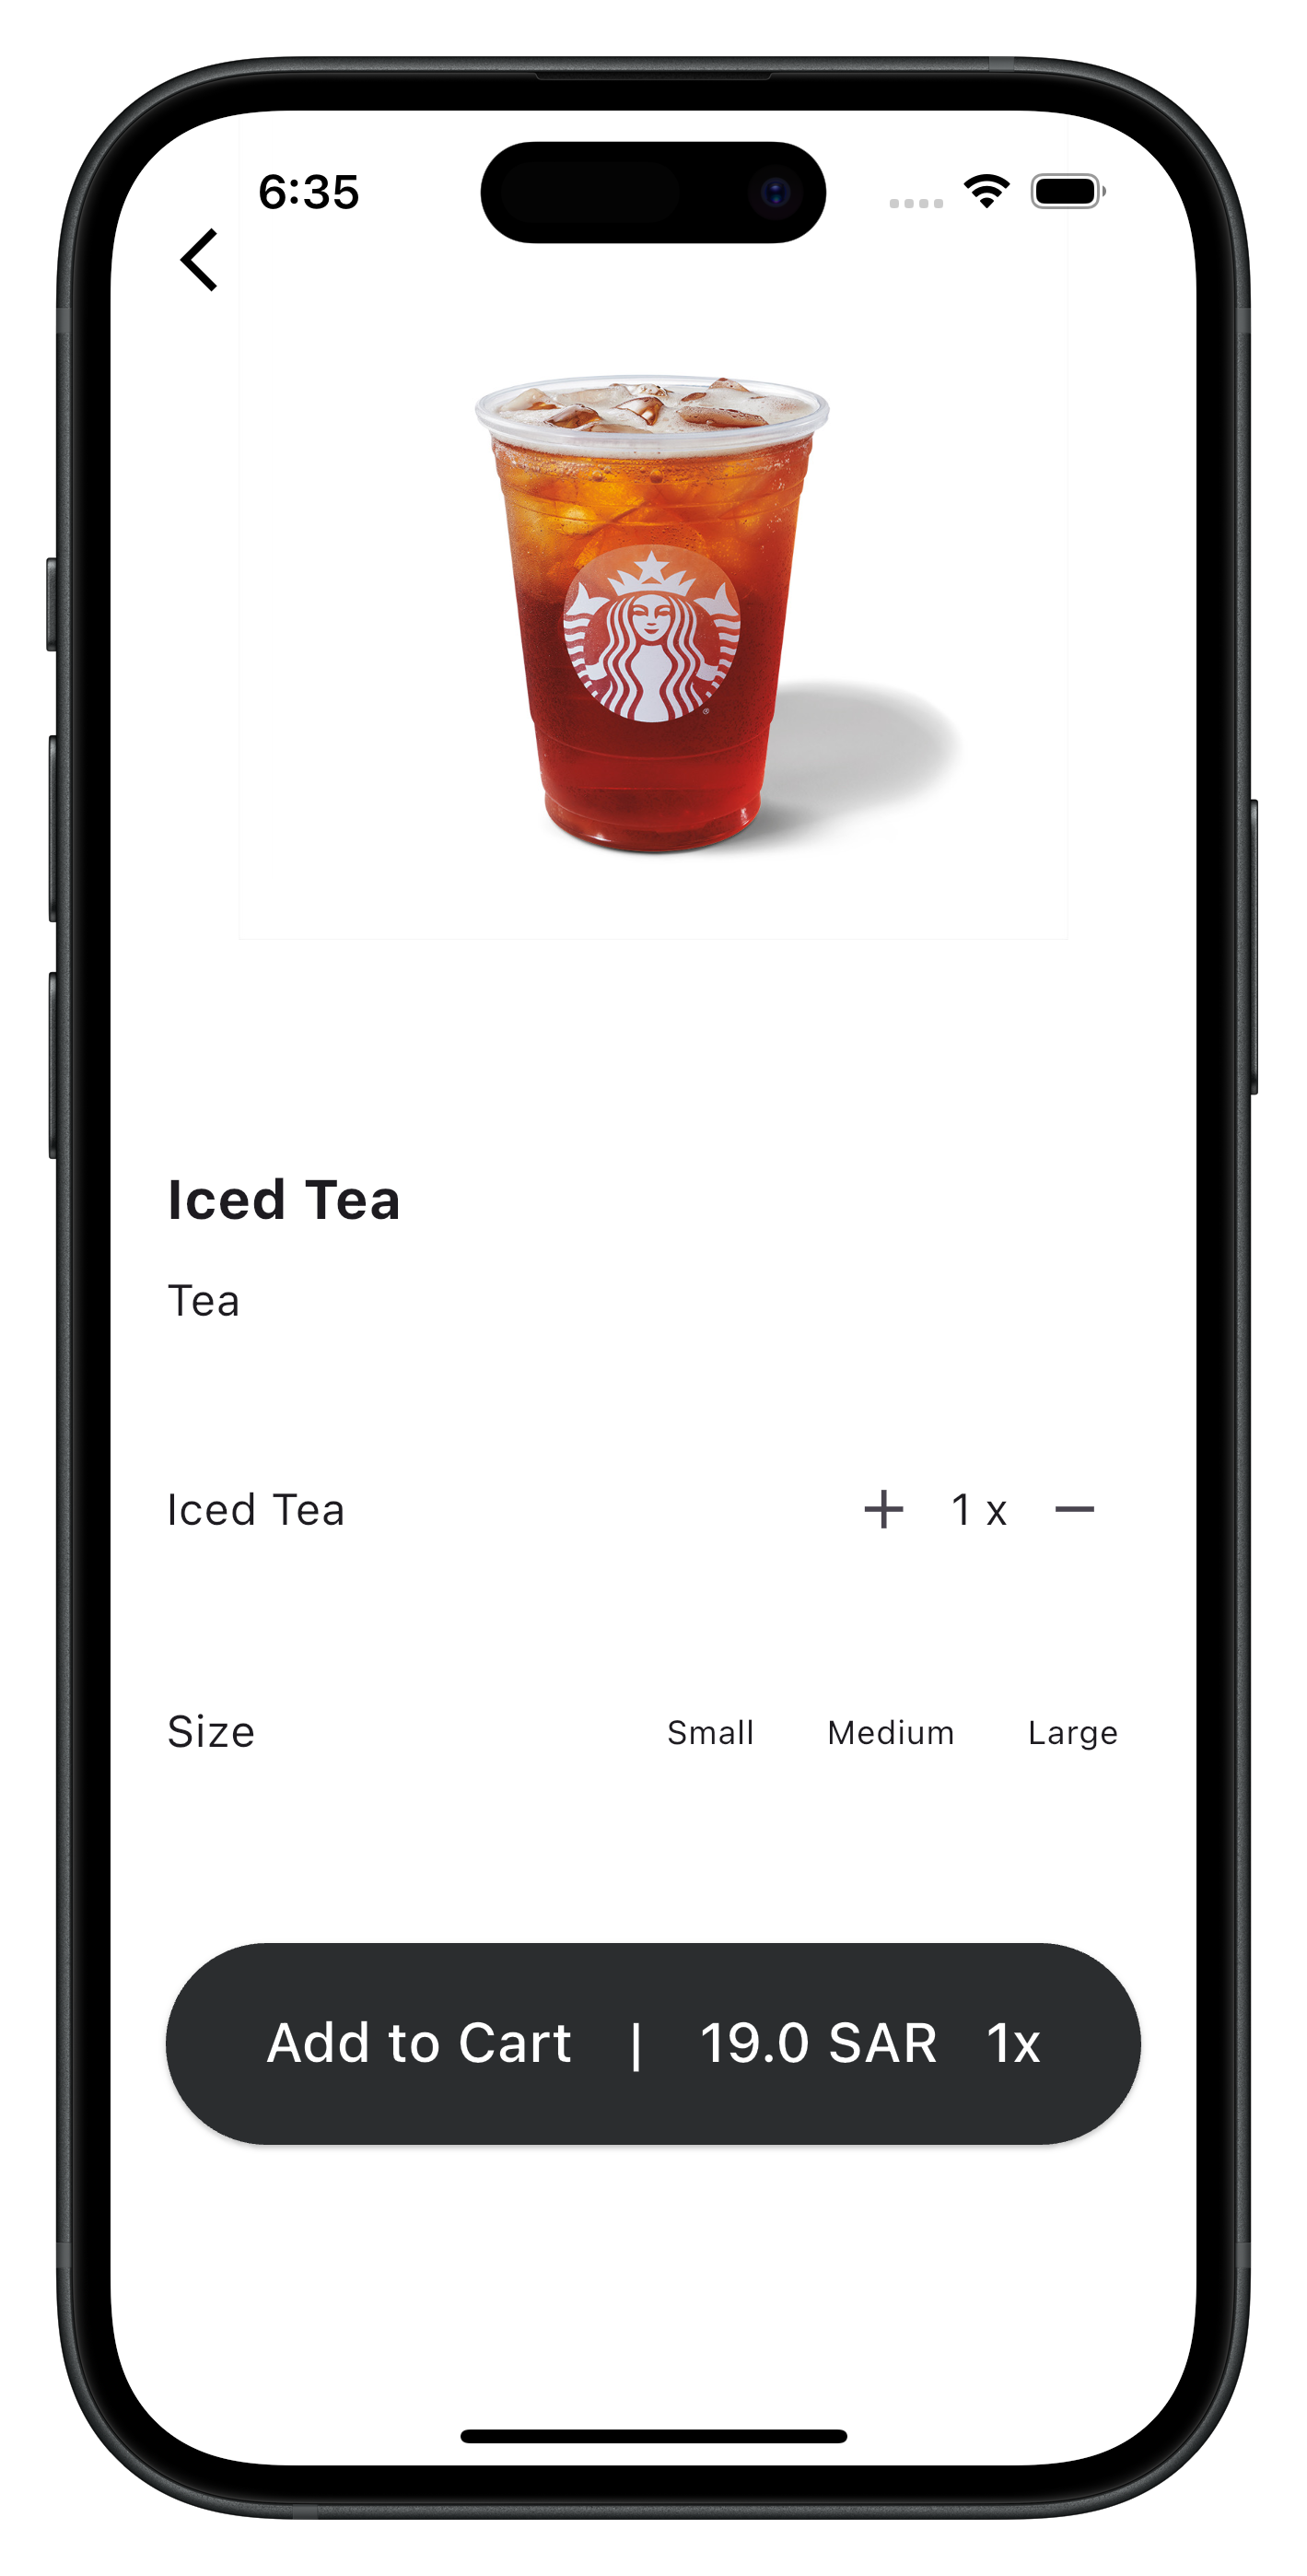 6:35
Iced Tea
Tea
Iced Tea + 1 x −
Size Small Medium Large
Add to Cart | 19.0 SAR 1x